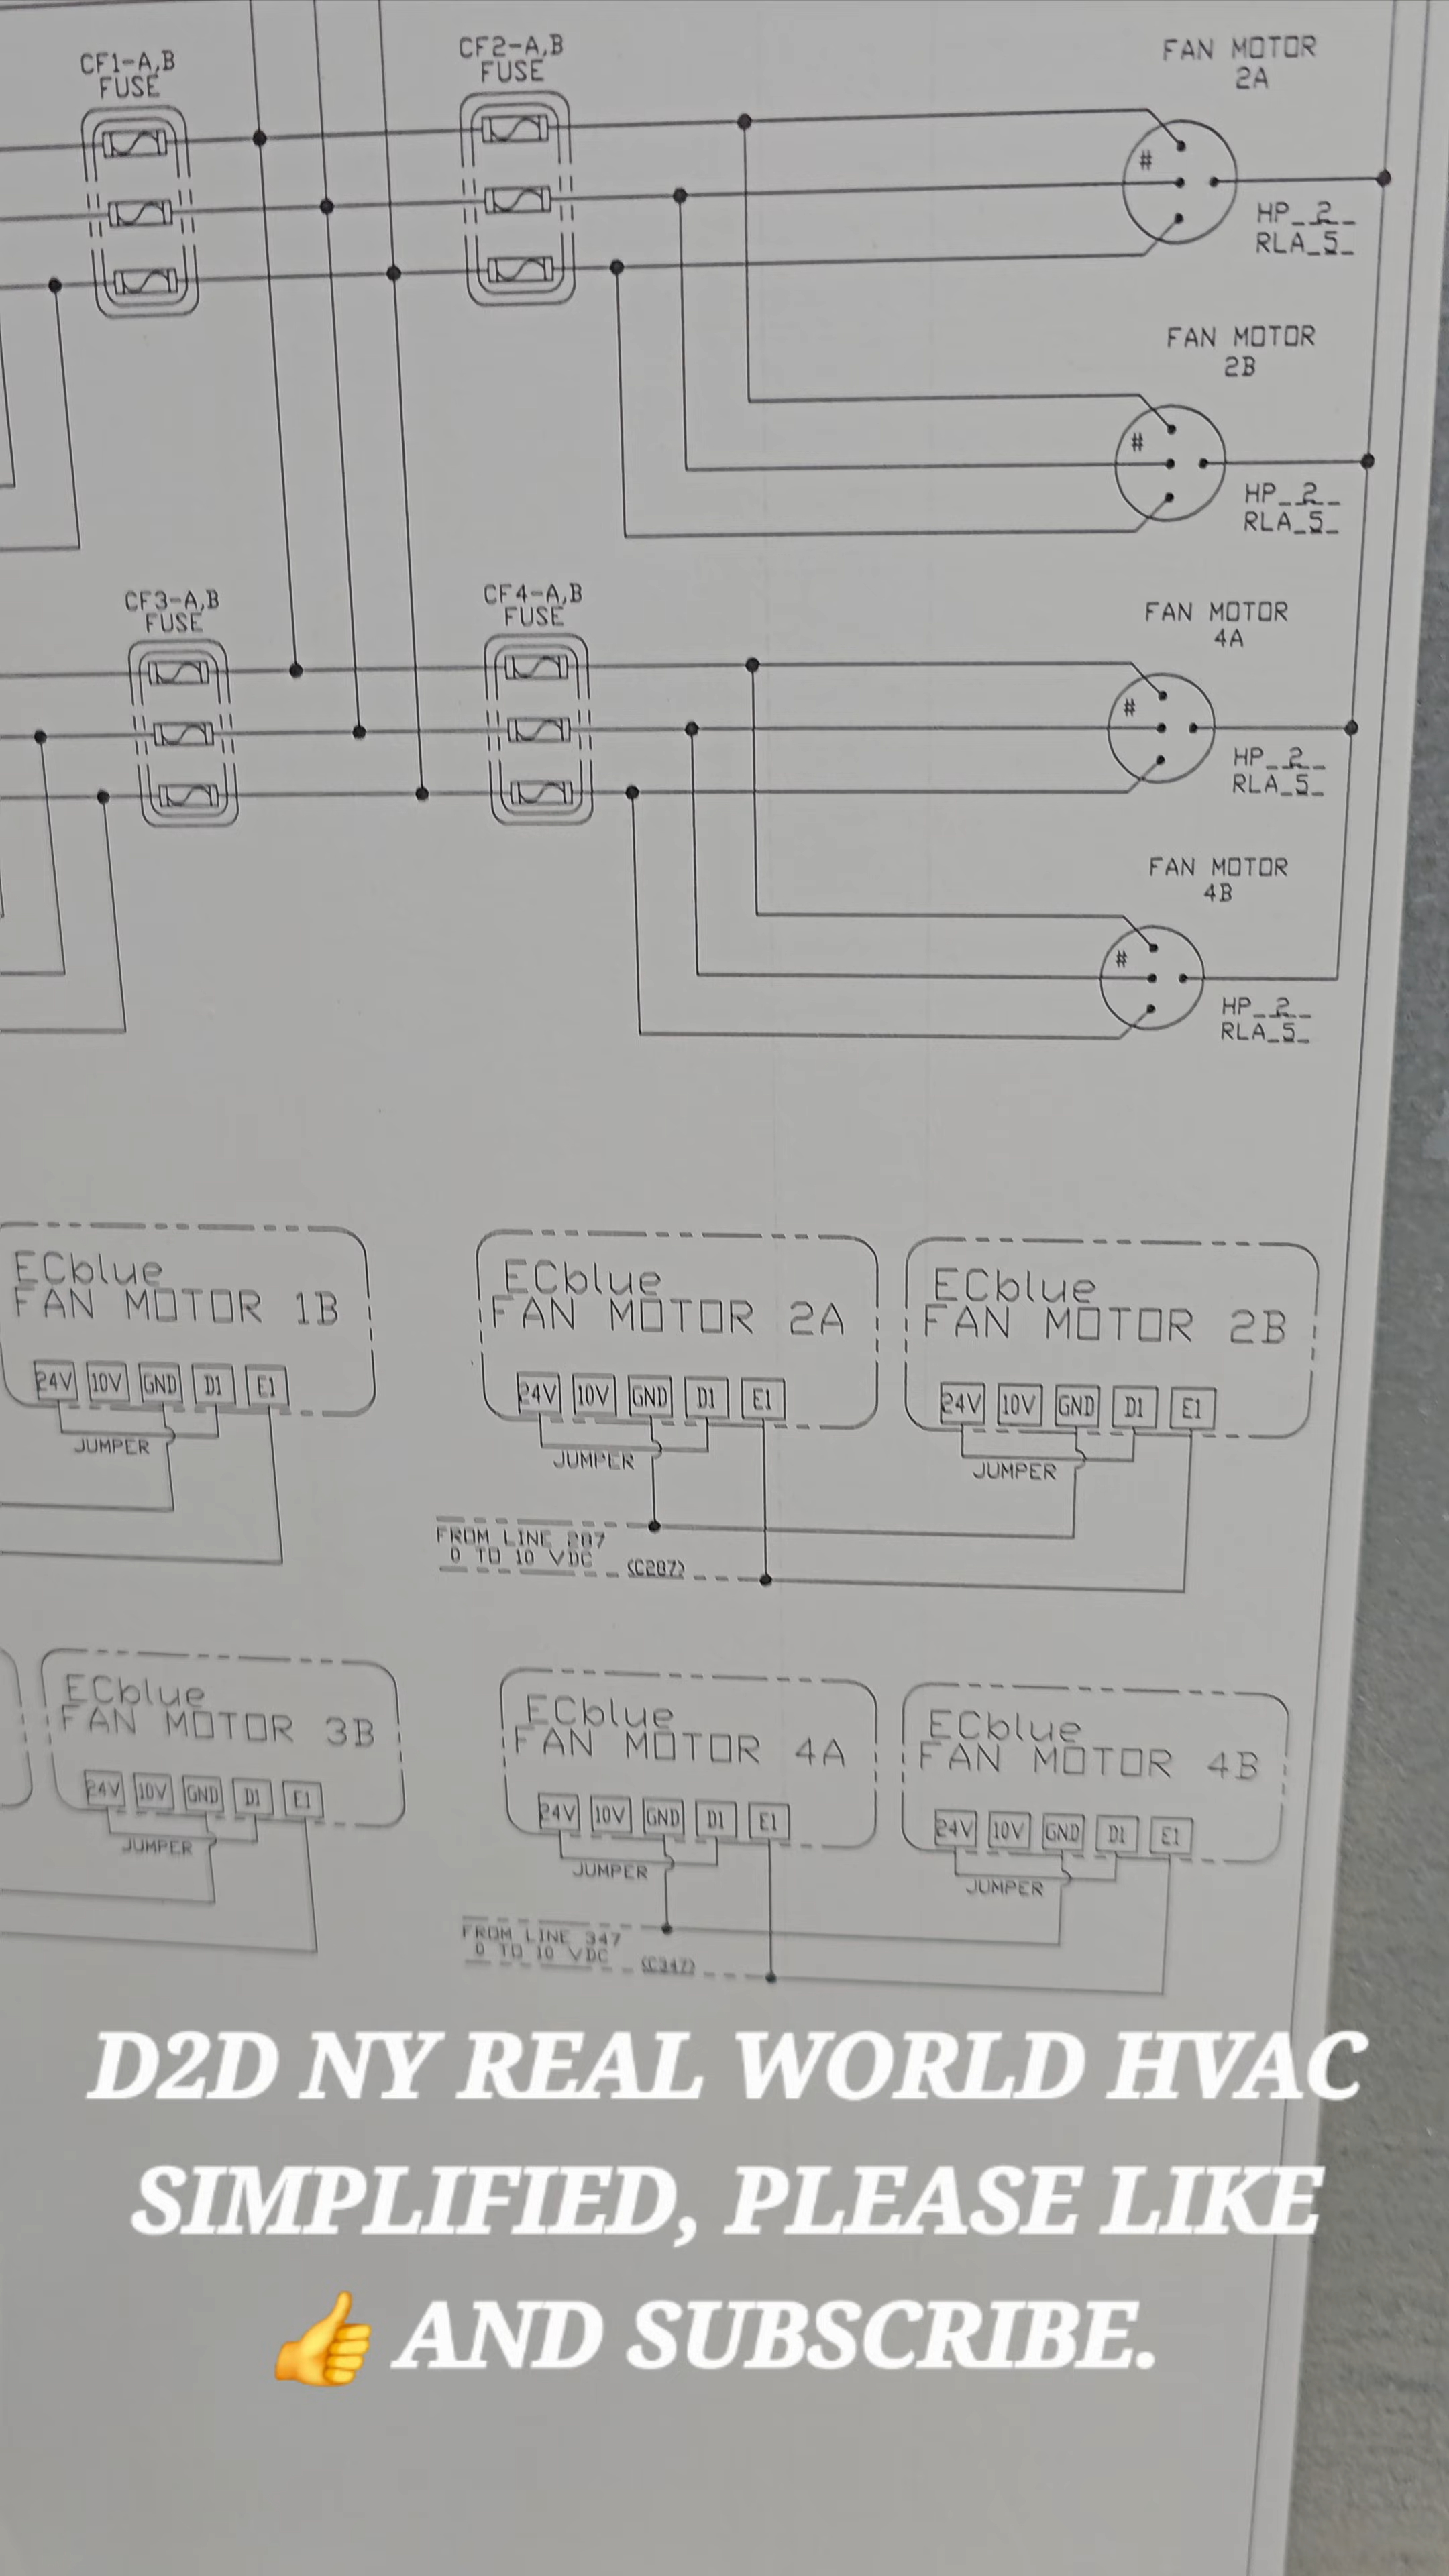 CF1-A,B
FUSE
CF2-A,B
FUSE
FAN MOTOR
2A
#
HP_2_
RLA_5_
FAN MOTOR
2B
#
HP_2_
RLA_5_
CF3-A,B
FUSE
CF4-A,B
FUSE
FAN MOTOR
4A
#
HP_2_
RLA_5_
FAN MOTOR
4B
#
HP_2_
RLA_5_
ECblue
FAN MOTOR 1B
24V 10V GND D1 E1
JUMPER
ECblue
FAN MOTOR 2A
24V 10V GND D1 E1
JUMPER
ECblue
FAN MOTOR 2B
24V 10V GND D1 E1
JUMPER
FROM LINE 287
0 TO 10 VDC (C287)
ECblue
FAN MOTOR 3B
24V 10V GND D1 E1
JUMPER
ECblue
FAN MOTOR 4A
24V 10V GND D1 E1
JUMPER
ECblue
FAN MOTOR 4B
24V 10V GND D1 E1
JUMPER
FROM LINE 347
0 TO 10 VDC (C347)
D2D NY REAL WORLD HVAC
SIMPLIFIED, PLEASE LIKE
👍 AND SUBSCRIBE.